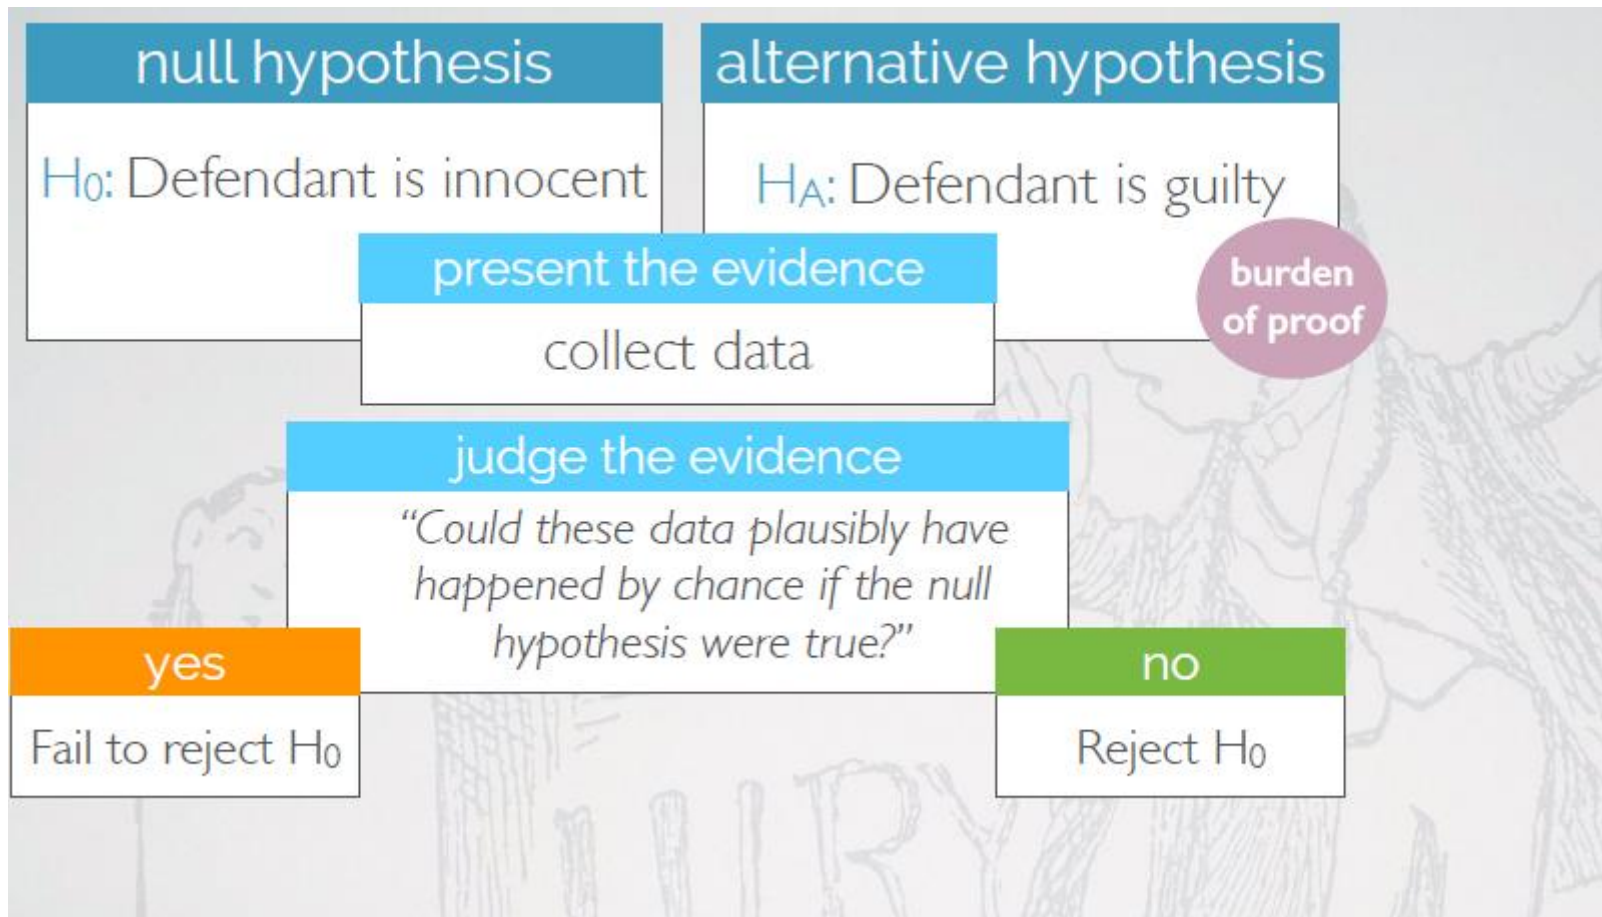 null hypothesis
alternative hypothesis
H0: Defendant is innocent
HA: Defendant is guilty
burden
of proof
present the evidence
collect data
judge the evidence
“Could these data plausibly have
happened by chance if the null
hypothesis were true?”
yes
no
Fail to reject H0
Reject H0
JURY